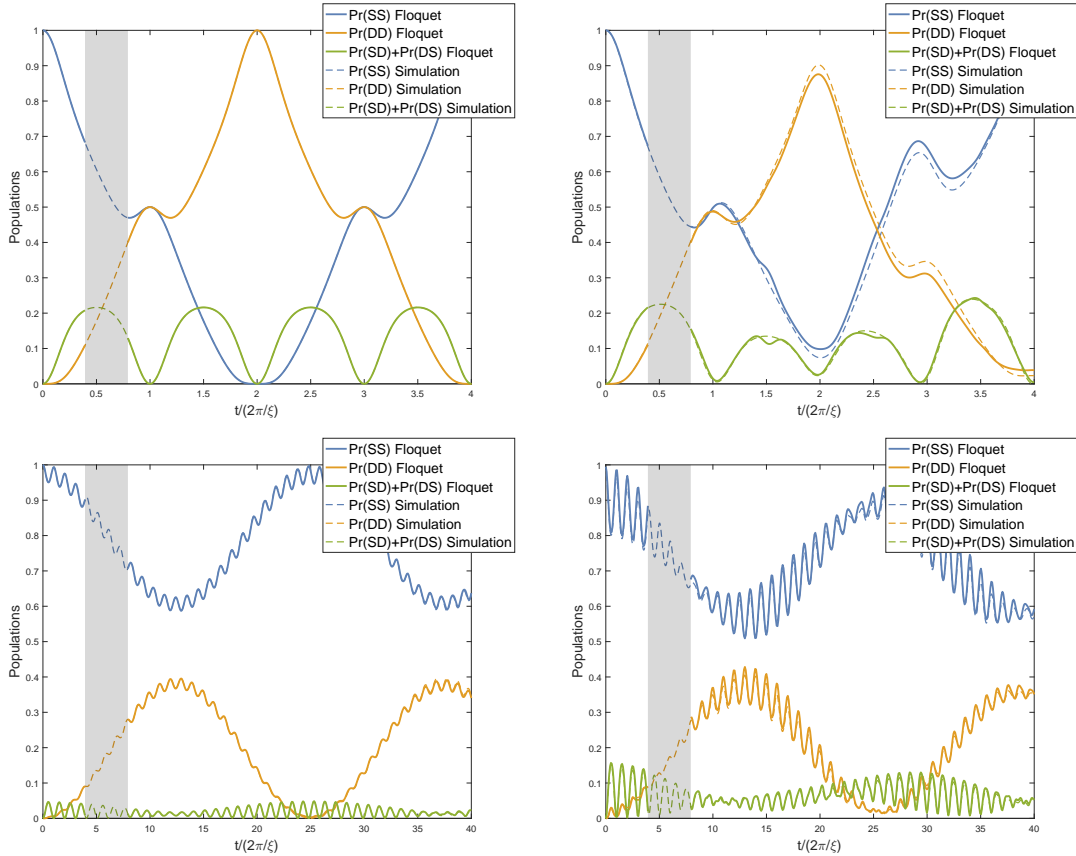 Pr(SS) Floquet
Pr(DD) Floquet
Pr(SD)+Pr(DS) Floquet
Pr(SS) Simulation
Pr(DD) Simulation
Pr(SD)+Pr(DS) Simulation
Populations
1
0.9
0.8
0.7
0.6
0.5
0.4
0.3
0.2
0.1
0
0 0.5 1 1.5 2 2.5 3 3.5 4
t/(2π/ξ)
Pr(SS) Floquet
Pr(DD) Floquet
Pr(SD)+Pr(DS) Floquet
Pr(SS) Simulation
Pr(DD) Simulation
Pr(SD)+Pr(DS) Simulation
Populations
1
0.9
0.8
0.7
0.6
0.5
0.4
0.3
0.2
0.1
0
0 0.5 1 1.5 2 2.5 3 3.5 4
t/(2π/ξ)
Pr(SS) Floquet
Pr(DD) Floquet
Pr(SD)+Pr(DS) Floquet
Pr(SS) Simulation
Pr(DD) Simulation
Pr(SD)+Pr(DS) Simulation
Populations
1
0.9
0.8
0.7
0.6
0.5
0.4
0.3
0.2
0.1
0
0 5 10 15 20 25 30 35 40
t/(2π/ξ)
Pr(SS) Floquet
Pr(DD) Floquet
Pr(SD)+Pr(DS) Floquet
Pr(SS) Simulation
Pr(DD) Simulation
Pr(SD)+Pr(DS) Simulation
Populations
1
0.9
0.8
0.7
0.6
0.5
0.4
0.3
0.2
0.1
0
0 5 10 15 20 25 30 35 40
t/(2π/ξ)